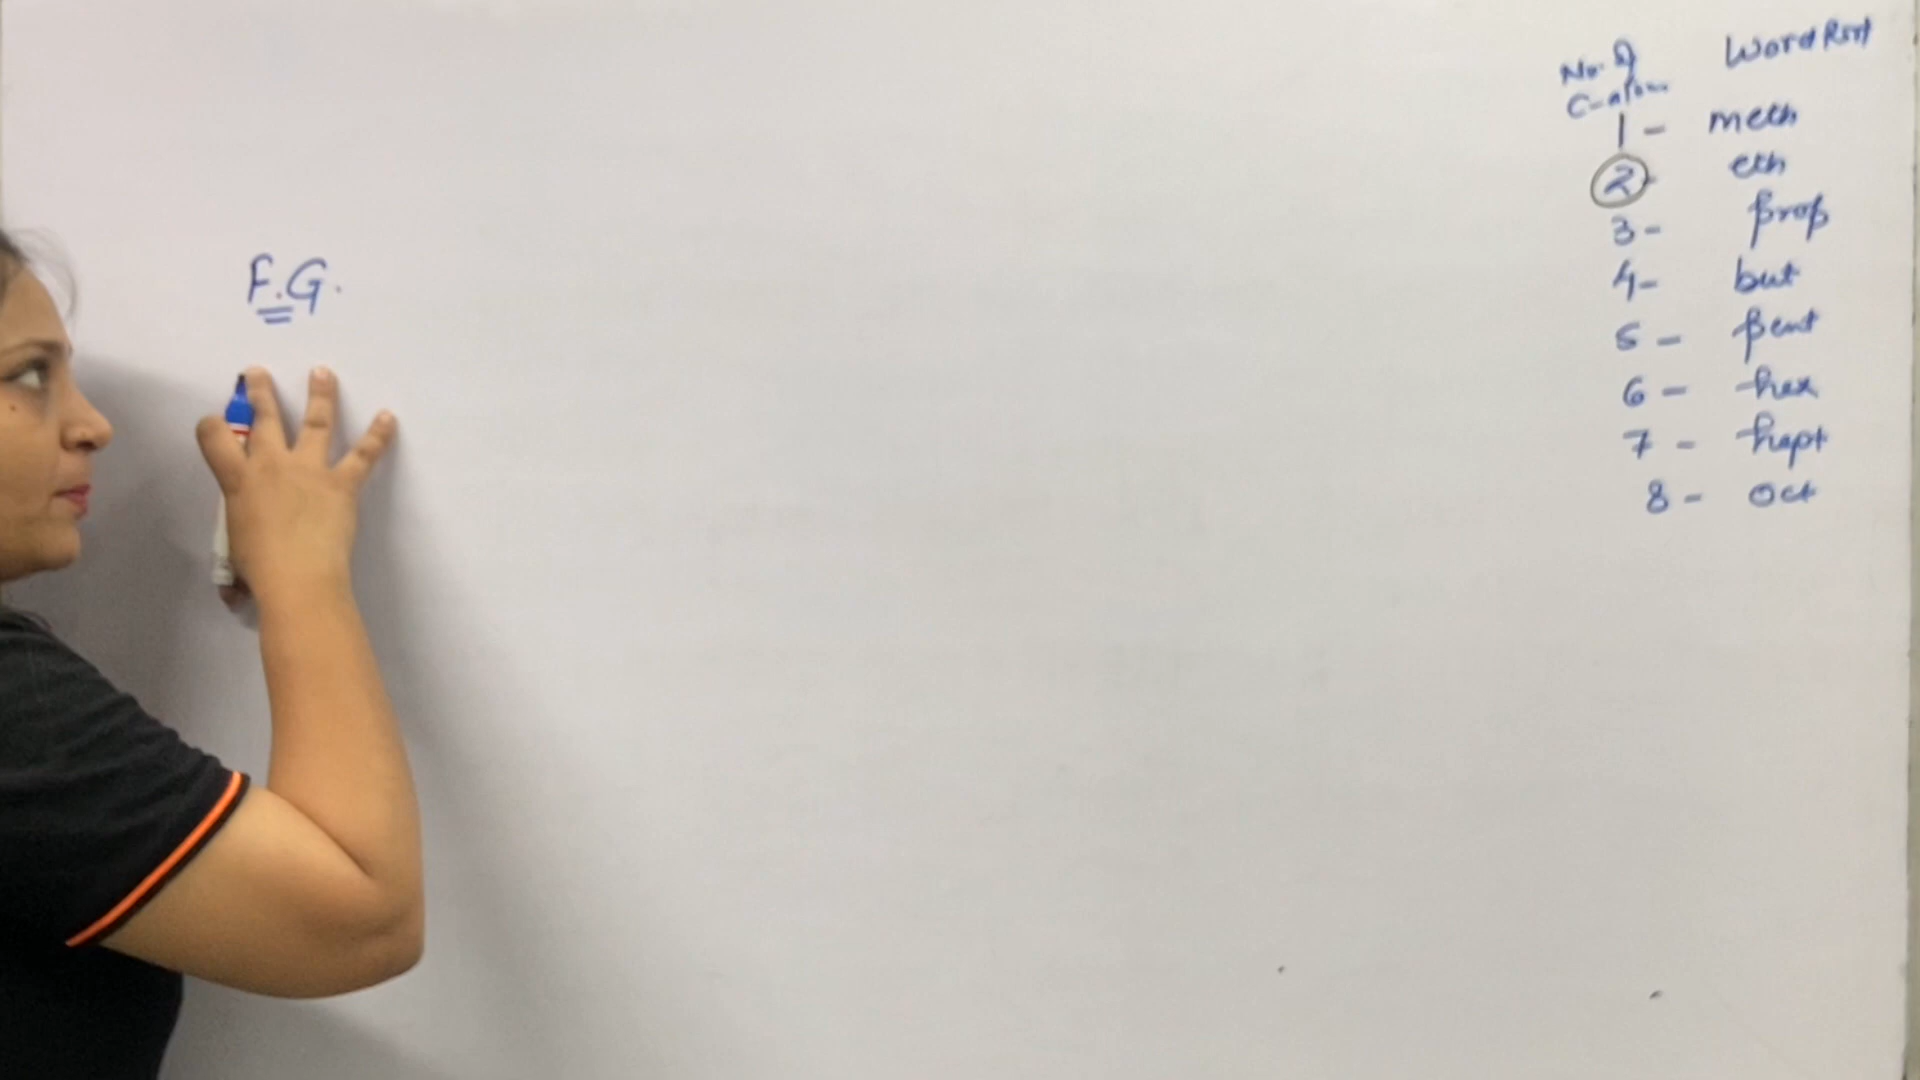 F.G.
No. of Word Root
C-atom
1 - meth
2 - eth
3 - prop
4 - but
5 - pent
6 - hex
7 - hept
8 - oct